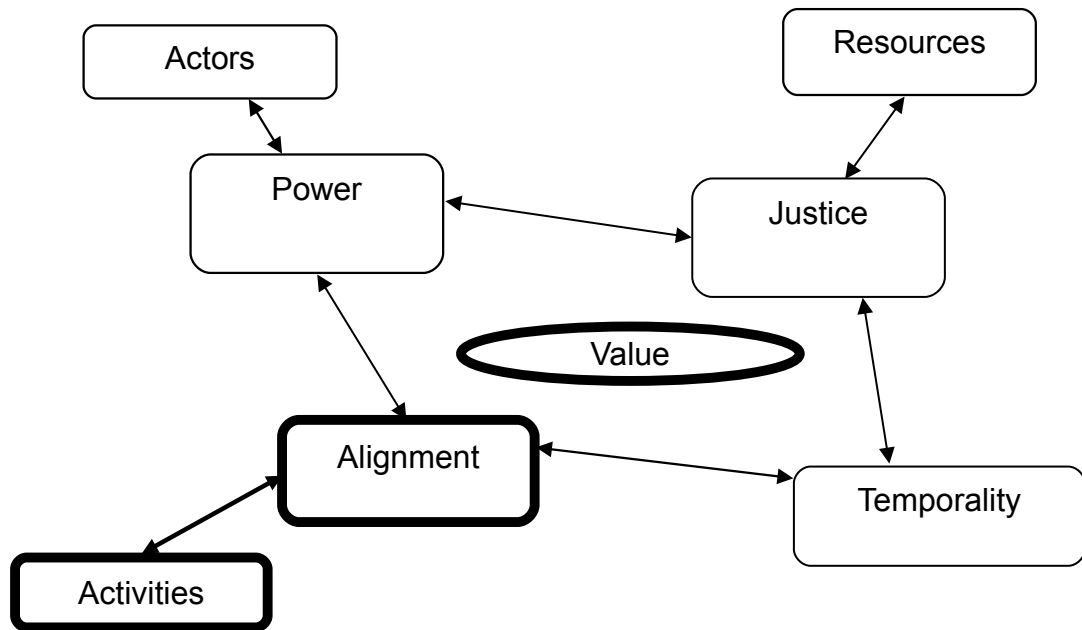 Actors
Resources
Power
Justice
Value
Alignment
Temporality
Activities